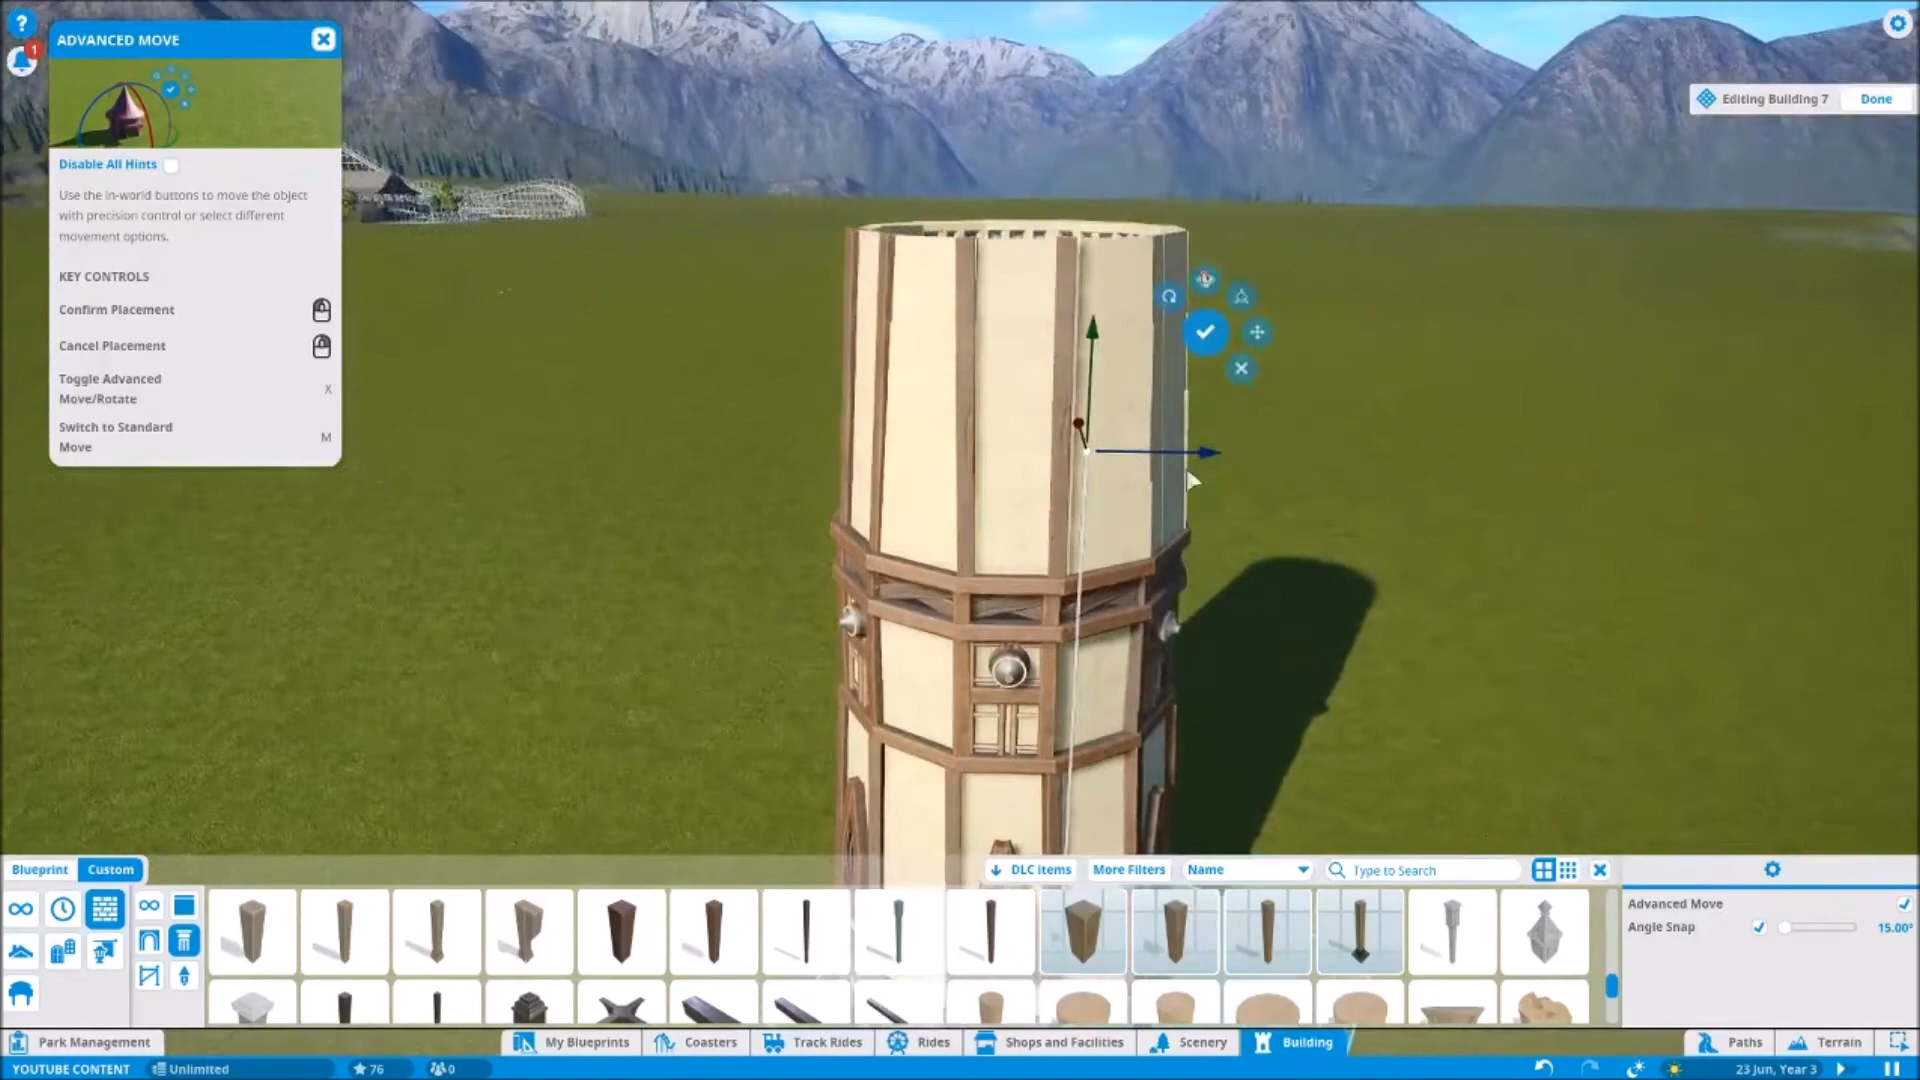 ?
1
ADVANCED MOVE
Disable All Hints
Use the in-world buttons to move the object
with precision control or select different
movement options.
KEY CONTROLS
Confirm Placement
Cancel Placement
Toggle Advanced
Move/Rotate
X
Switch to Standard
Move
M
Editing Building 7
Done
Blueprint
Custom
DLC items
More Filters
Name
Type to Search
Advanced Move
Angle Snap
15.00°
Park Management
My Blueprints
Coasters
Track Rides
Rides
Shops and Facilities
Scenery
Building
Paths
Terrain
YOUTUBE CONTENT
Unlimited
76
0
23 Jun, Year 3